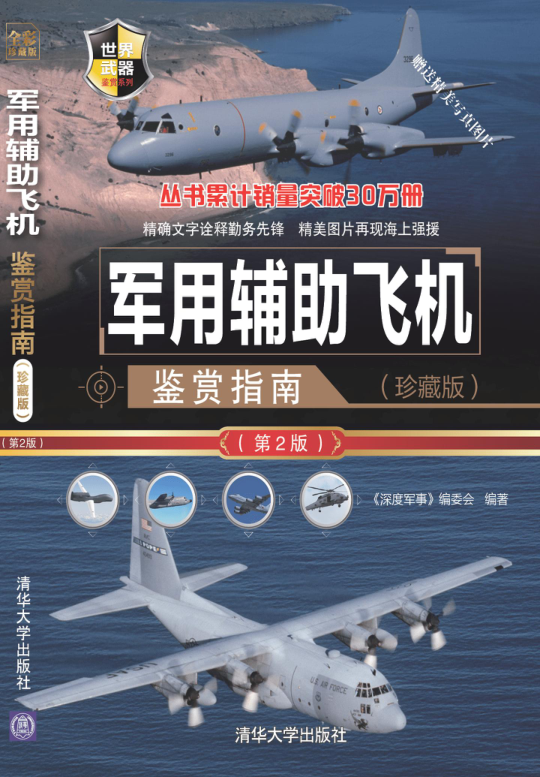 全彩
珍藏版
军用辅助飞机
鉴赏指南
（珍藏版）
（第2版）
清华大学出版社
世界
武器
鉴赏系列
赠送精美写真图片
丛书累计销量突破30万册
精确文字诠释勤务先锋 精美图片再现海上强援
军用辅助飞机
鉴赏指南
（珍藏版）
（第2版）
《深度军事》编委会 编著
U.S. AIR FORCE
清华大学出版社